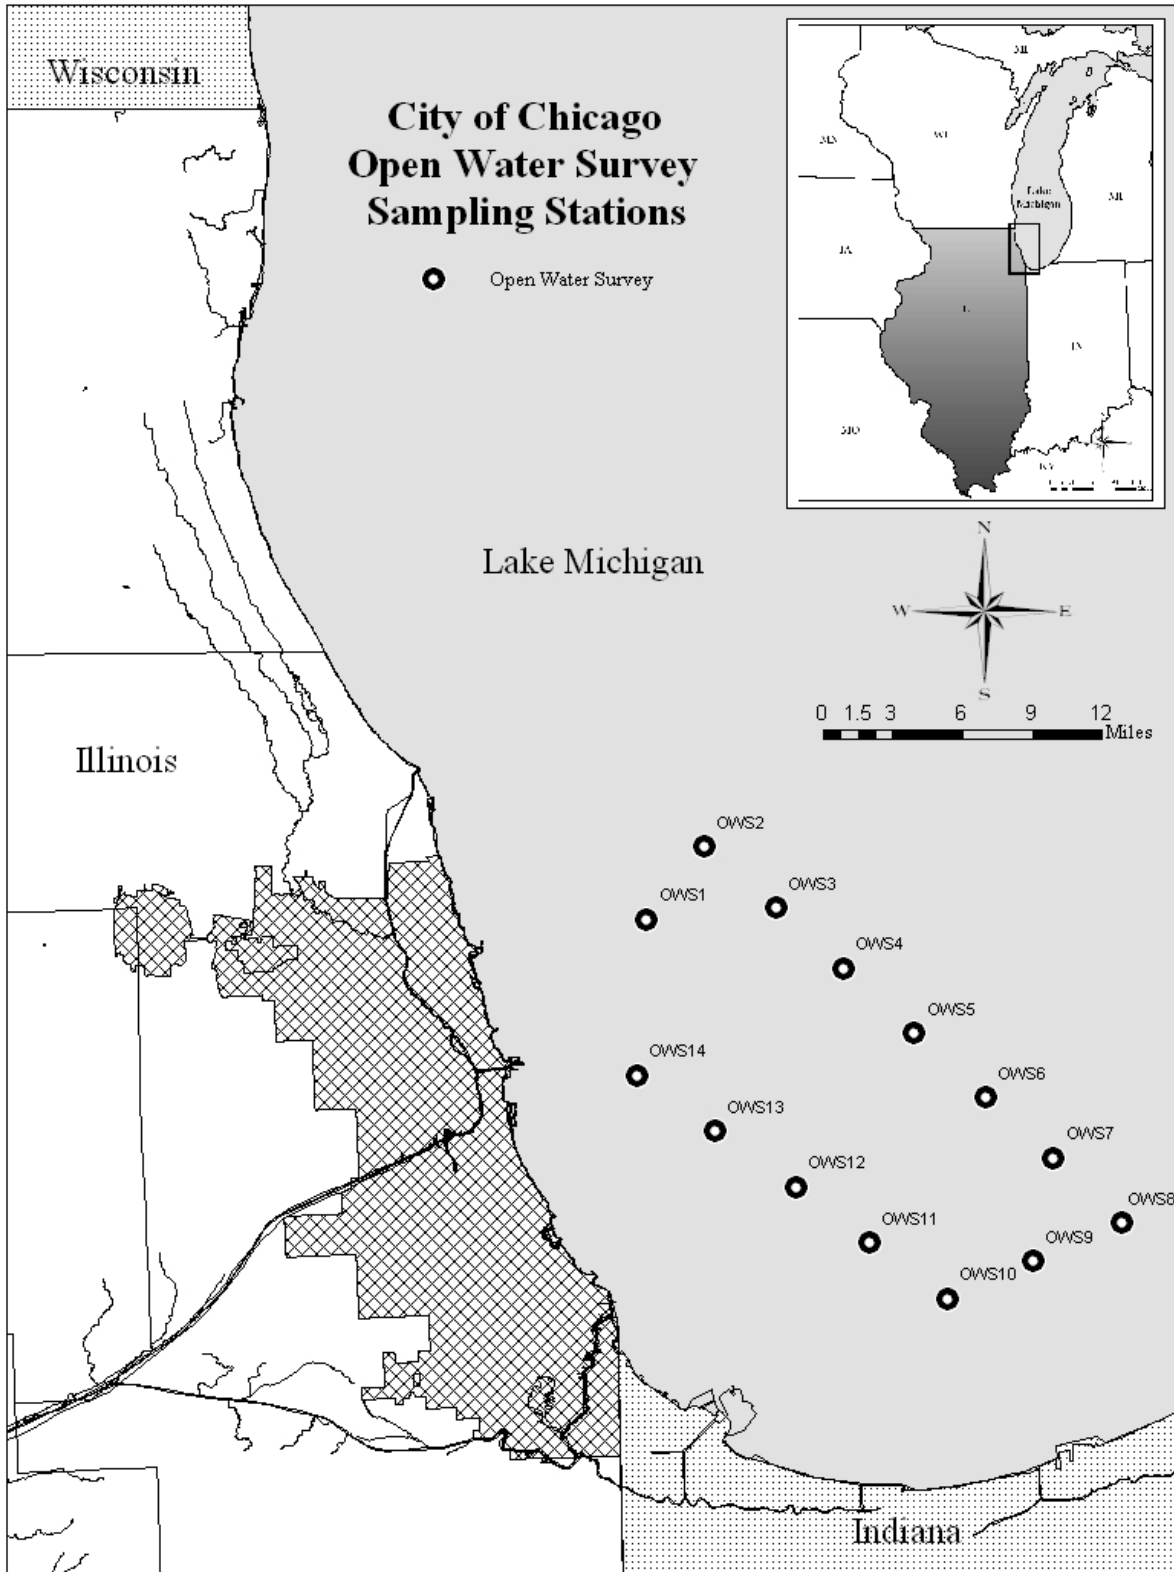 Wisconsin
City of Chicago
Open Water Survey
Sampling Stations
Open Water Survey
MI
MN
WI
Lake
Michigan
MI
IA
IL
IN
MO
KY
Lake Michigan
N
W
E
S
0 1.5 3 6 9 12
Miles
Illinois
OWS2
OWS3
OWS1
OWS4
OWS5
OWS14
OWS6
OWS13
OWS7
OWS12
OWS8
OWS11
OWS9
OWS10
Indiana